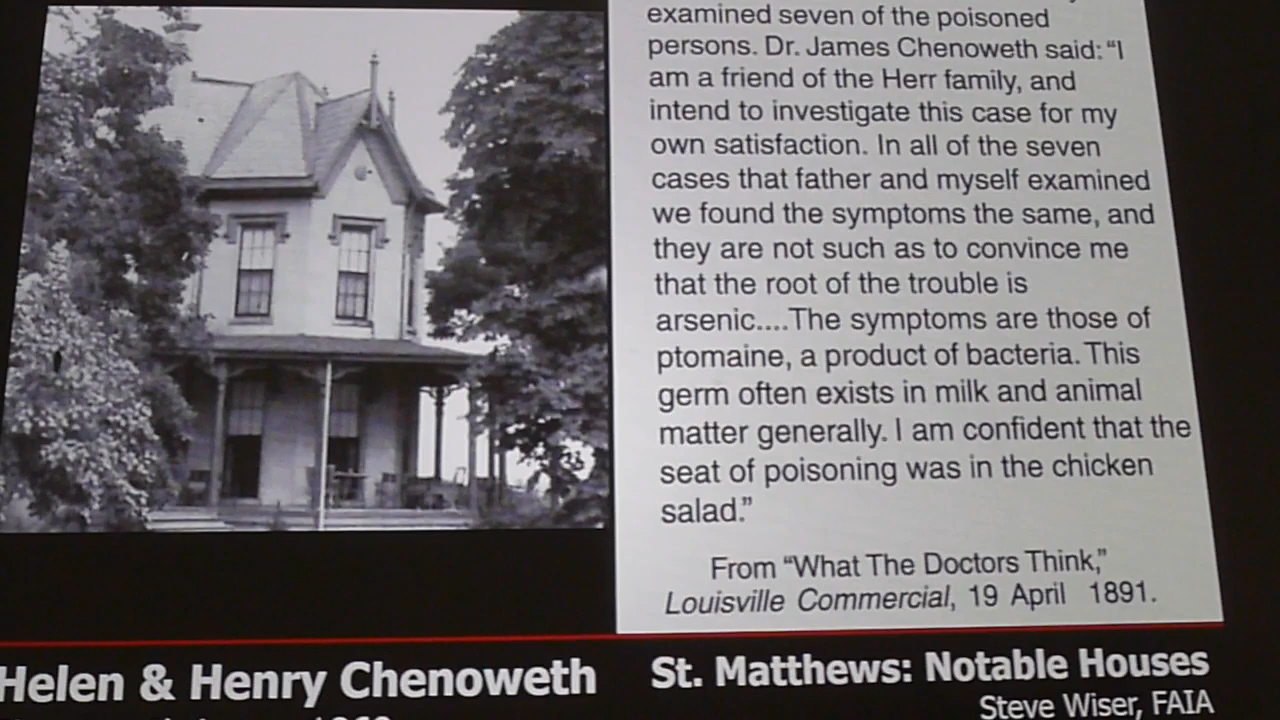 examined seven of the poisoned
persons. Dr. James Chenoweth said: “I
am a friend of the Herr family, and
intend to investigate this case for my
own satisfaction. In all of the seven
cases that father and myself examined
we found the symptoms the same, and
they are not such as to convince me
that the root of the trouble is
arsenic....The symptoms are those of
ptomaine, a product of bacteria. This
germ often exists in milk and animal
matter generally. I am confident that the
seat of poisoning was in the chicken
salad.”
From “What The Doctors Think,”
Louisville Commercial, 19 April 1891.
Helen & Henry Chenoweth
St. Matthews: Notable Houses
Steve Wiser, FAIA